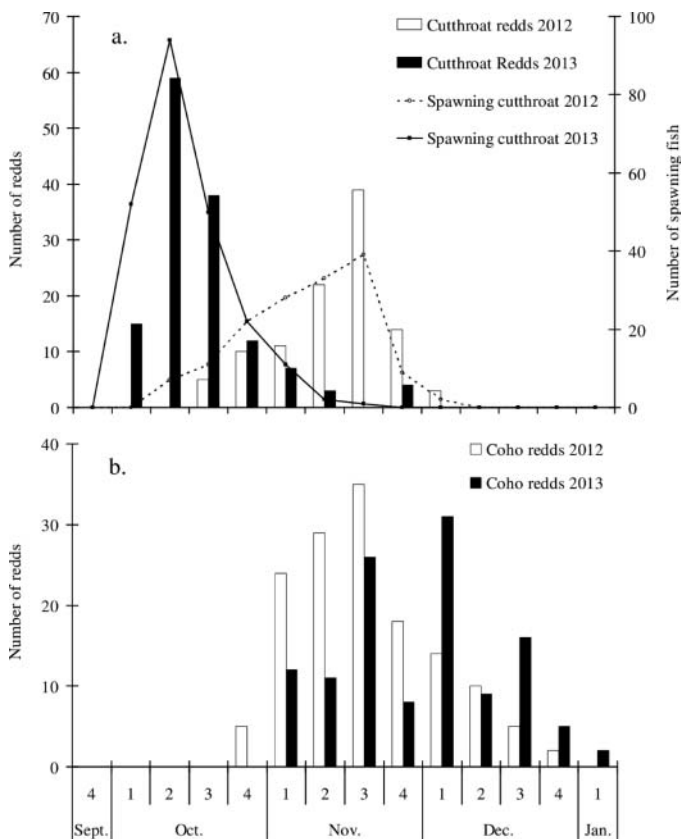 a.
Cutthroat redds 2012
Cutthroat Redds 2013
Spawning cutthroat 2012
Spawning cutthroat 2013
Number of redds
70
60
50
40
30
20
10
0
Number of spawning fish
100
80
60
40
20
0
b.
Coho redds 2012
Coho redds 2013
Number of redds
40
30
20
10
0
4 1 2 3 4 1 2 3 4 1 2 3 4 1
Sept. Oct. Nov. Dec. Jan.